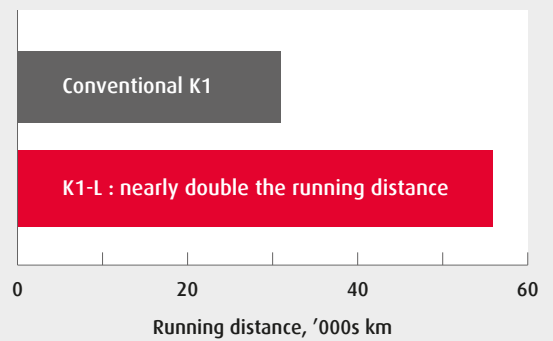 Conventional K1
K1-L : nearly double the running distance
0 20 40 60
Running distance, ’000s km